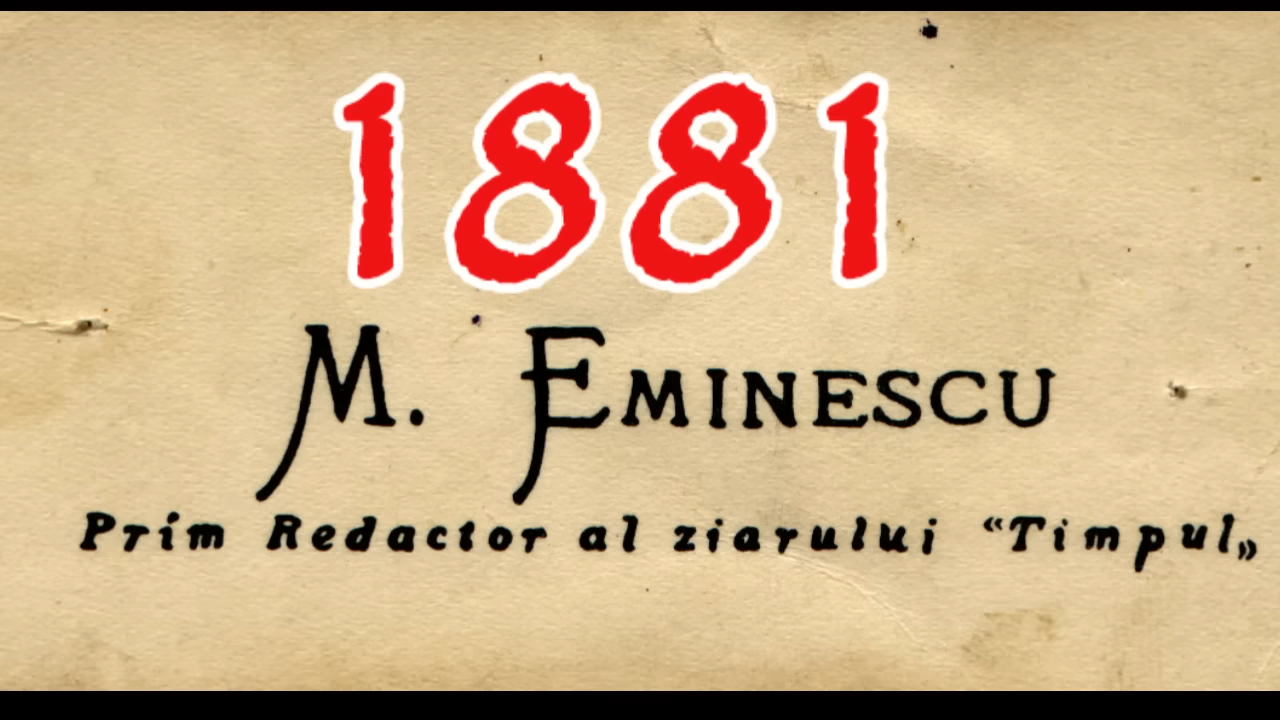 1881
M. EMINESCU
Prim Redactor al ziarului “Timpul„